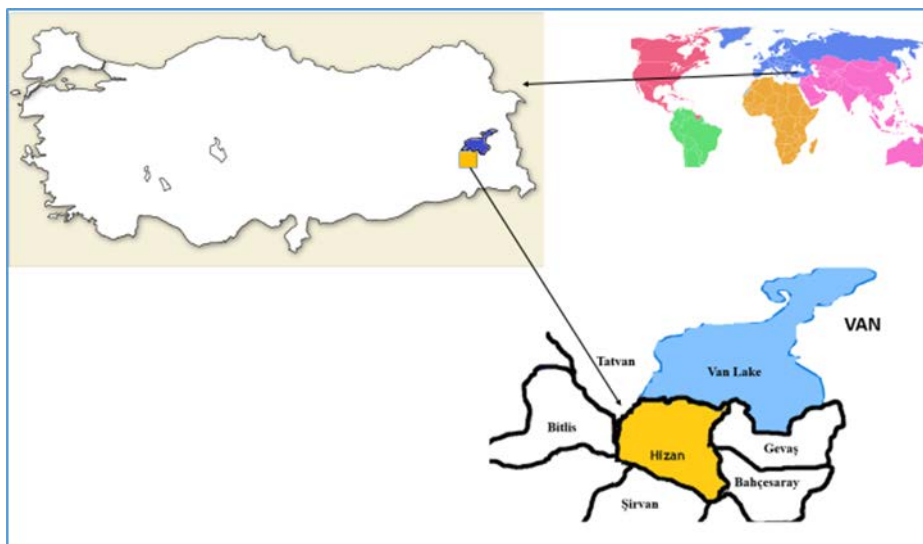 VAN
Tatvan
Van Lake
Bitlis
Gevaş
Hizan
Bahçesaray
Şirvan